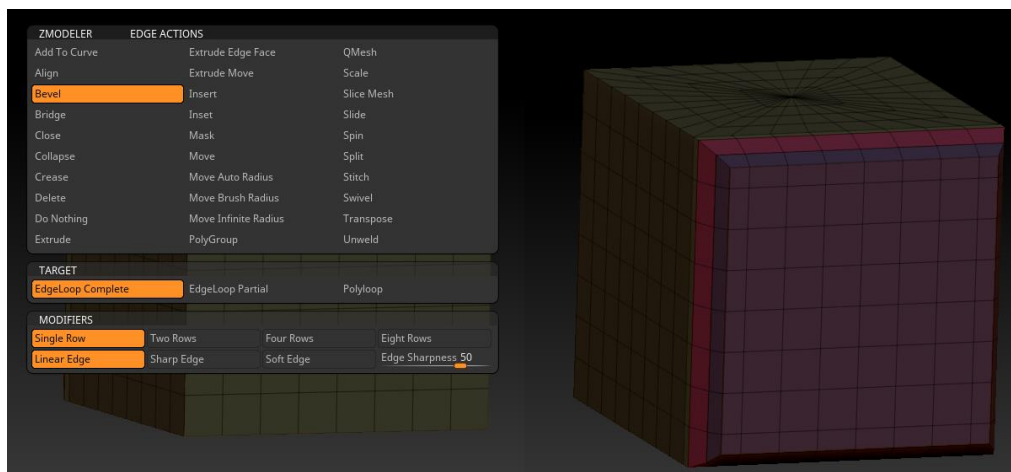 ZMODELER EDGE ACTIONS
Add To Curve Extrude Edge Face QMesh
Align Extrude Move Scale
Bevel Insert Slice Mesh
Bridge Inset Slide
Close Mask Spin
Collapse Move Split
Crease Move Auto Radius Stitch
Delete Move Brush Radius Swivel
Do Nothing Move Infinite Radius Transpose
Extrude PolyGroup Unweld
TARGET
EdgeLoop Complete EdgeLoop Partial Polyloop
MODIFIERS
Single Row Two Rows Four Rows Eight Rows
Linear Edge Sharp Edge Soft Edge Edge Sharpness 50